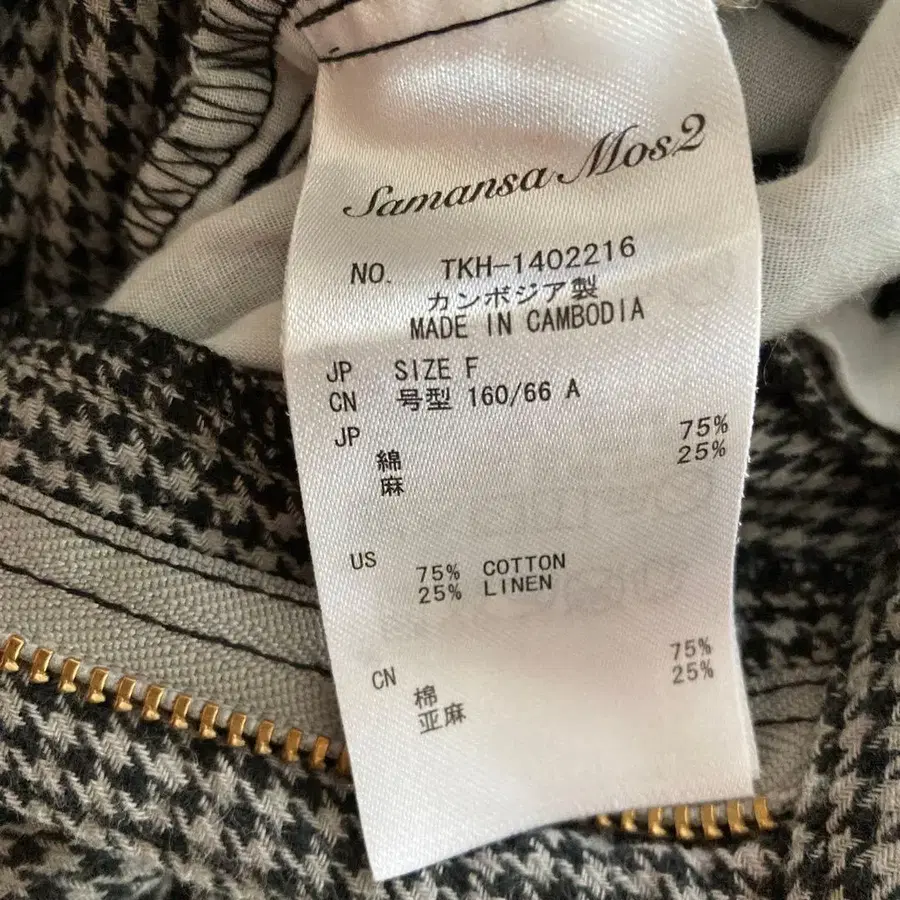 Samansa Mos2
NO. TKH-1402216
カンボジア製
MADE IN CAMBODIA
JP SIZE F
CN 号型 160/66 A
JP
綿 75%
麻 25%
US
75% COTTON
25% LINEN
CN
棉 75%
亚麻 25%